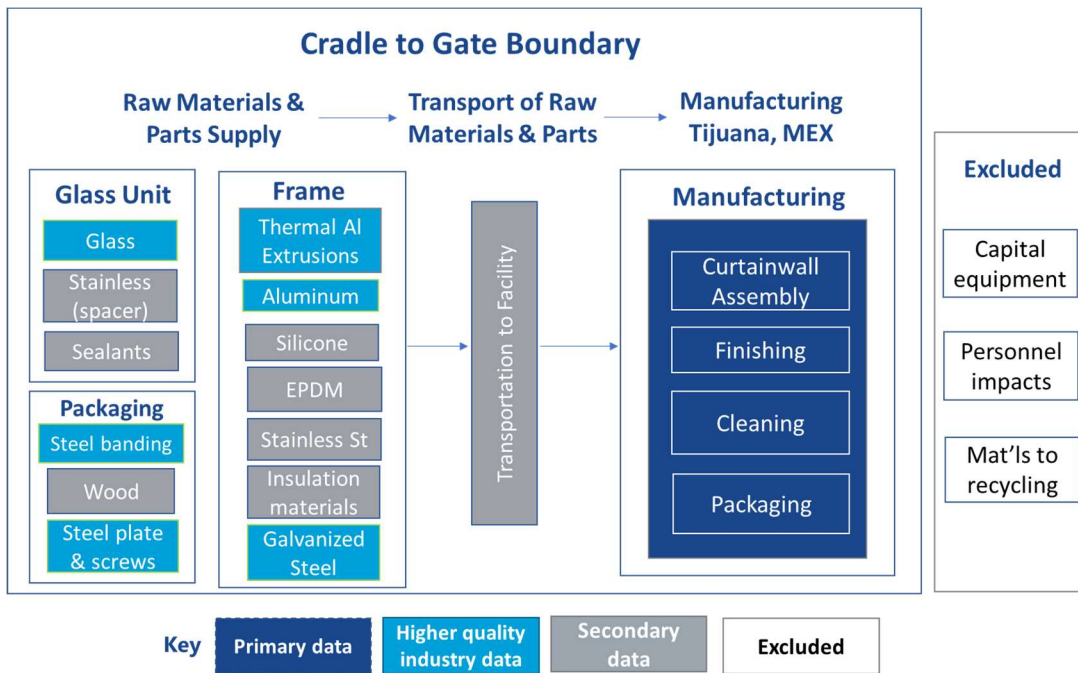 Cradle to Gate Boundary
Raw Materials &
Parts Supply
Transport of Raw
Materials & Parts
Manufacturing
Tijuana, MEX
Glass Unit
Glass
Stainless
(spacer)
Sealants
Packaging
Steel banding
Wood
Steel plate
& screws
Frame
Thermal Al
Extrusions
Aluminum
Silicone
EPDM
Stainless St
Insulation
materials
Galvanized
Steel
Transportation to Facility
Manufacturing
Curtainwall
Assembly
Finishing
Cleaning
Packaging
Excluded
Capital
equipment
Personnel
impacts
Mat’ls to
recycling
Key
Primary data
Higher quality
industry data
Secondary
data
Excluded